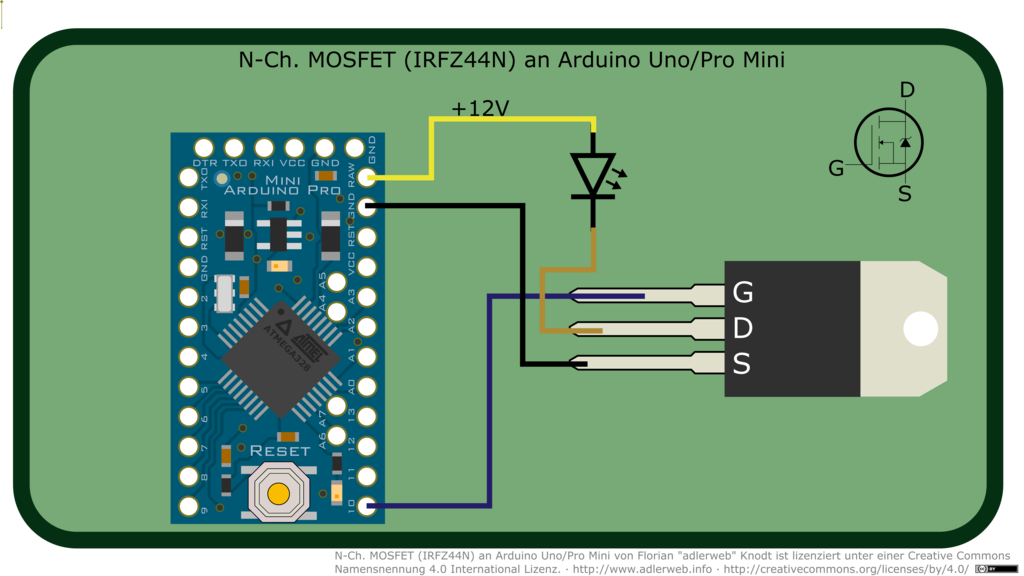 N-Ch. MOSFET (IRFZ44N) an Arduino Uno/Pro Mini
+12V
D
G
S
DTR TXO RXI VCC GND
GND
TXO
RXI
RST
GND
2
3
4
5
6
7
8
9
MINI
ARDUINO PRO
RAW
GND
RST
VCC
A3
A2
A1
A0
13
12
11
10
A4 A5
A6 A7
ATMEL
ATMEGA328
RESET
G
D
S
N-Ch. MOSFET (IRFZ44N) an Arduino Uno/Pro Mini von Florian "adlerweb" Knodt ist lizenziert unter einer Creative Commons
Namensnennung 4.0 International Lizenz. · http://www.adlerweb.info · http://creativecommons.org/licenses/by/4.0/
BY